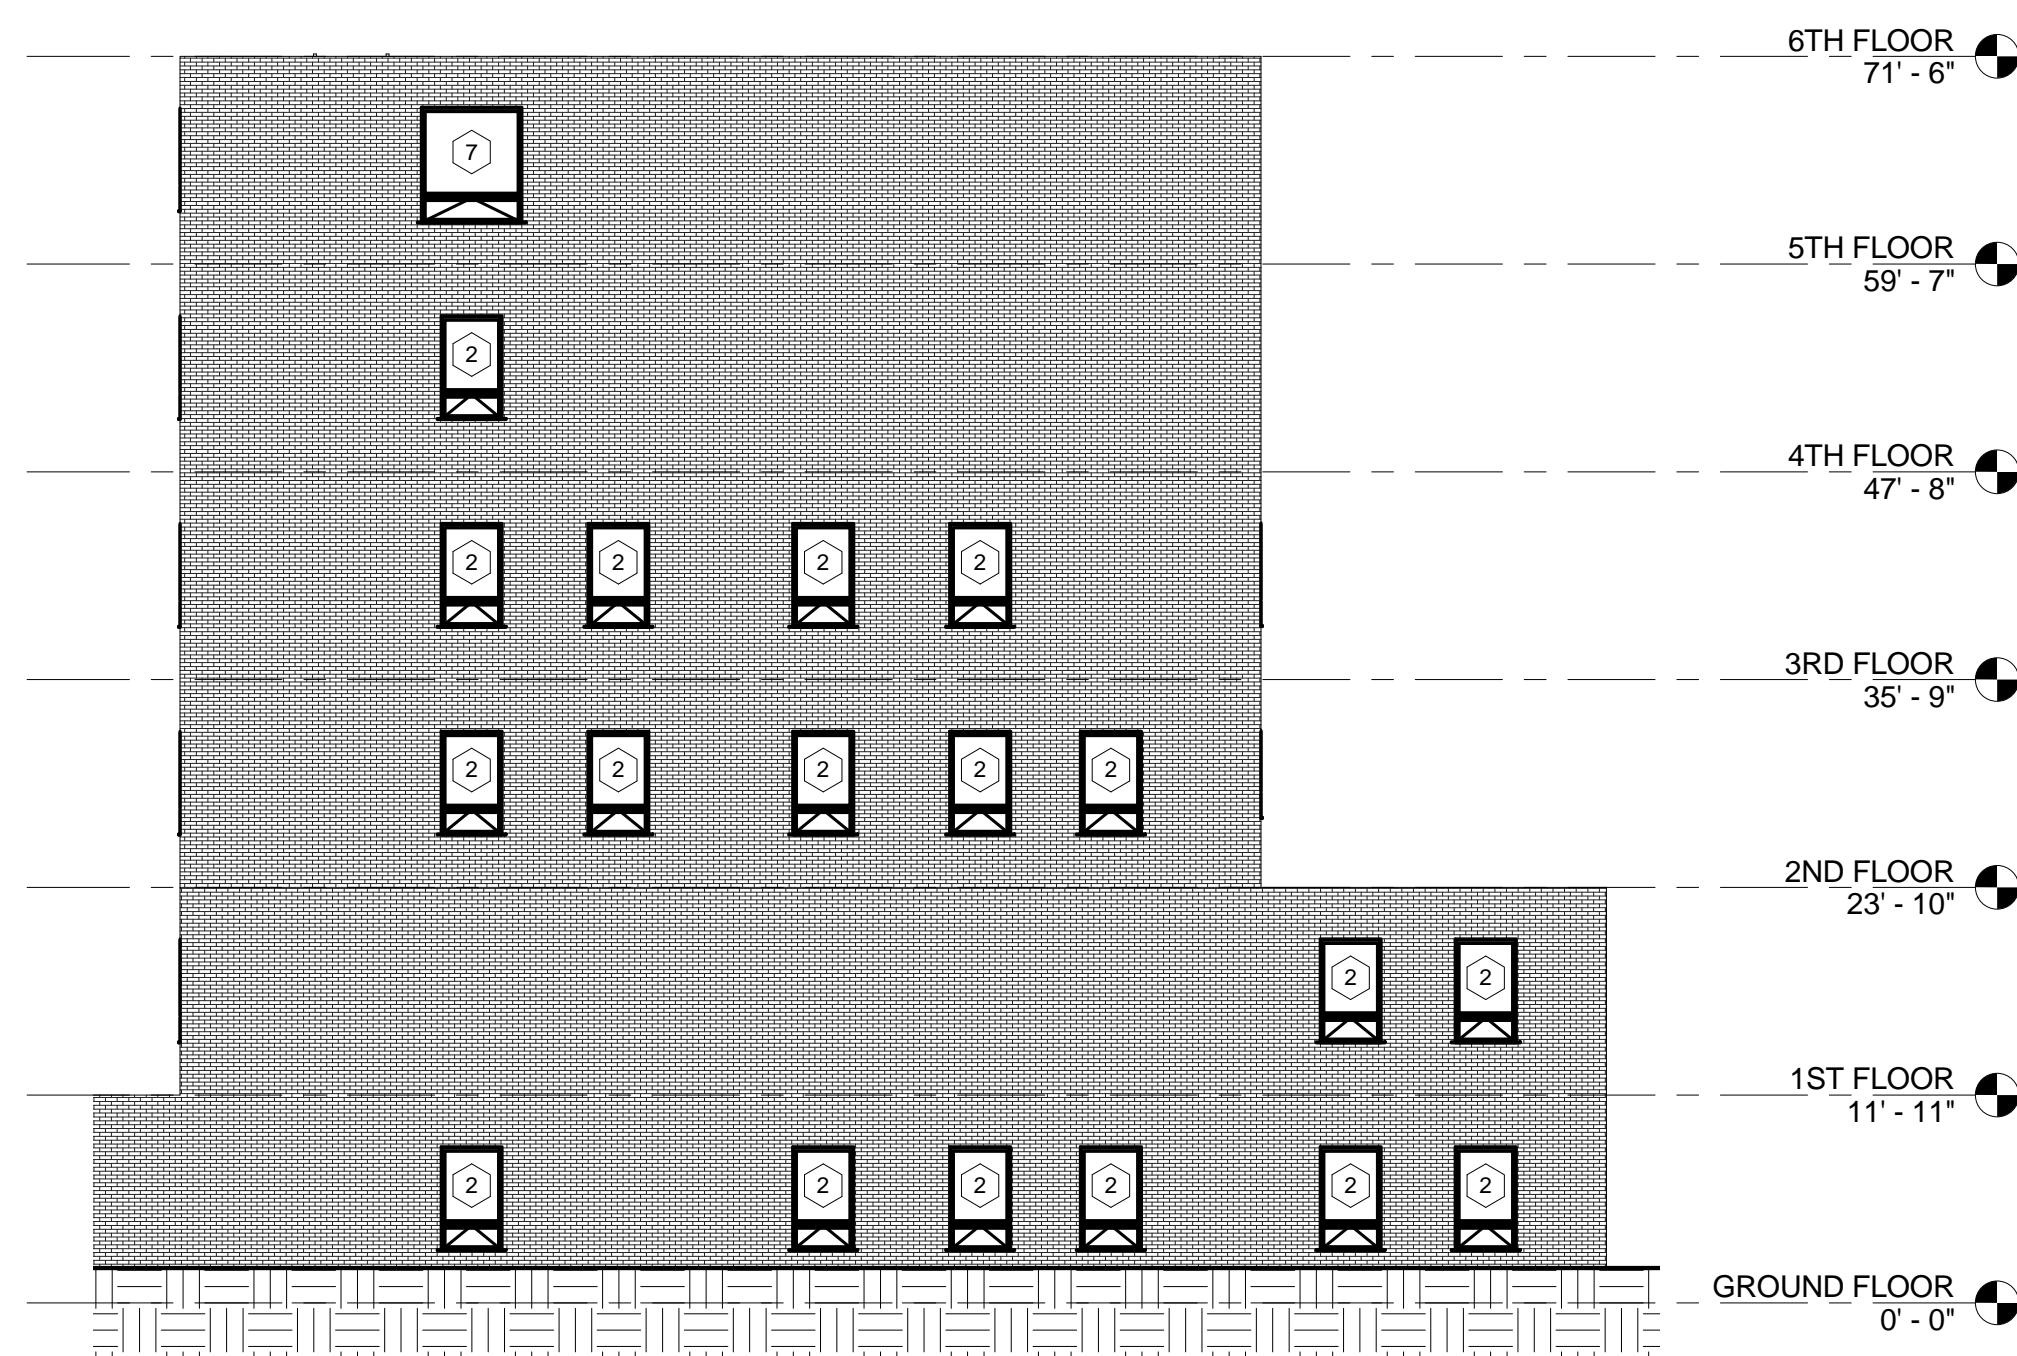 6TH FLOOR
71' - 6"
7
5TH FLOOR
59' - 7"
2
4TH FLOOR
47' - 8"
2 2 2 2
3RD FLOOR
35' - 9"
2 2 2 2 2
2ND FLOOR
23' - 10"
2 2
1ST FLOOR
11' - 11"
2 2 2 2 2 2
GROUND FLOOR
0' - 0"